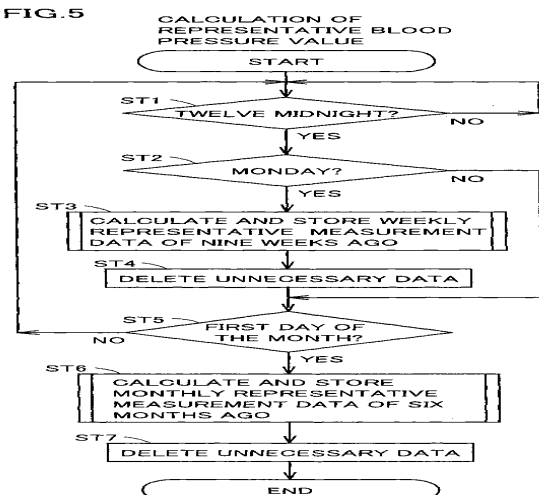 FIG.5
CALCULATION OF
REPRESENTATIVE BLOOD
PRESSURE VALUE
START
ST1
TWELVE MIDNIGHT?
NO
YES
ST2
MONDAY?
NO
YES
ST3
CALCULATE AND STORE WEEKLY
REPRESENTATIVE MEASUREMENT
DATA OF NINE WEEKS AGO
ST4
DELETE UNNECESSARY DATA
ST5
FIRST DAY OF
THE MONTH?
NO
YES
ST6
CALCULATE AND STORE
MONTHLY REPRESENTATIVE
MEASUREMENT DATA OF SIX
MONTHS AGO
ST7
DELETE UNNECESSARY DATA
END